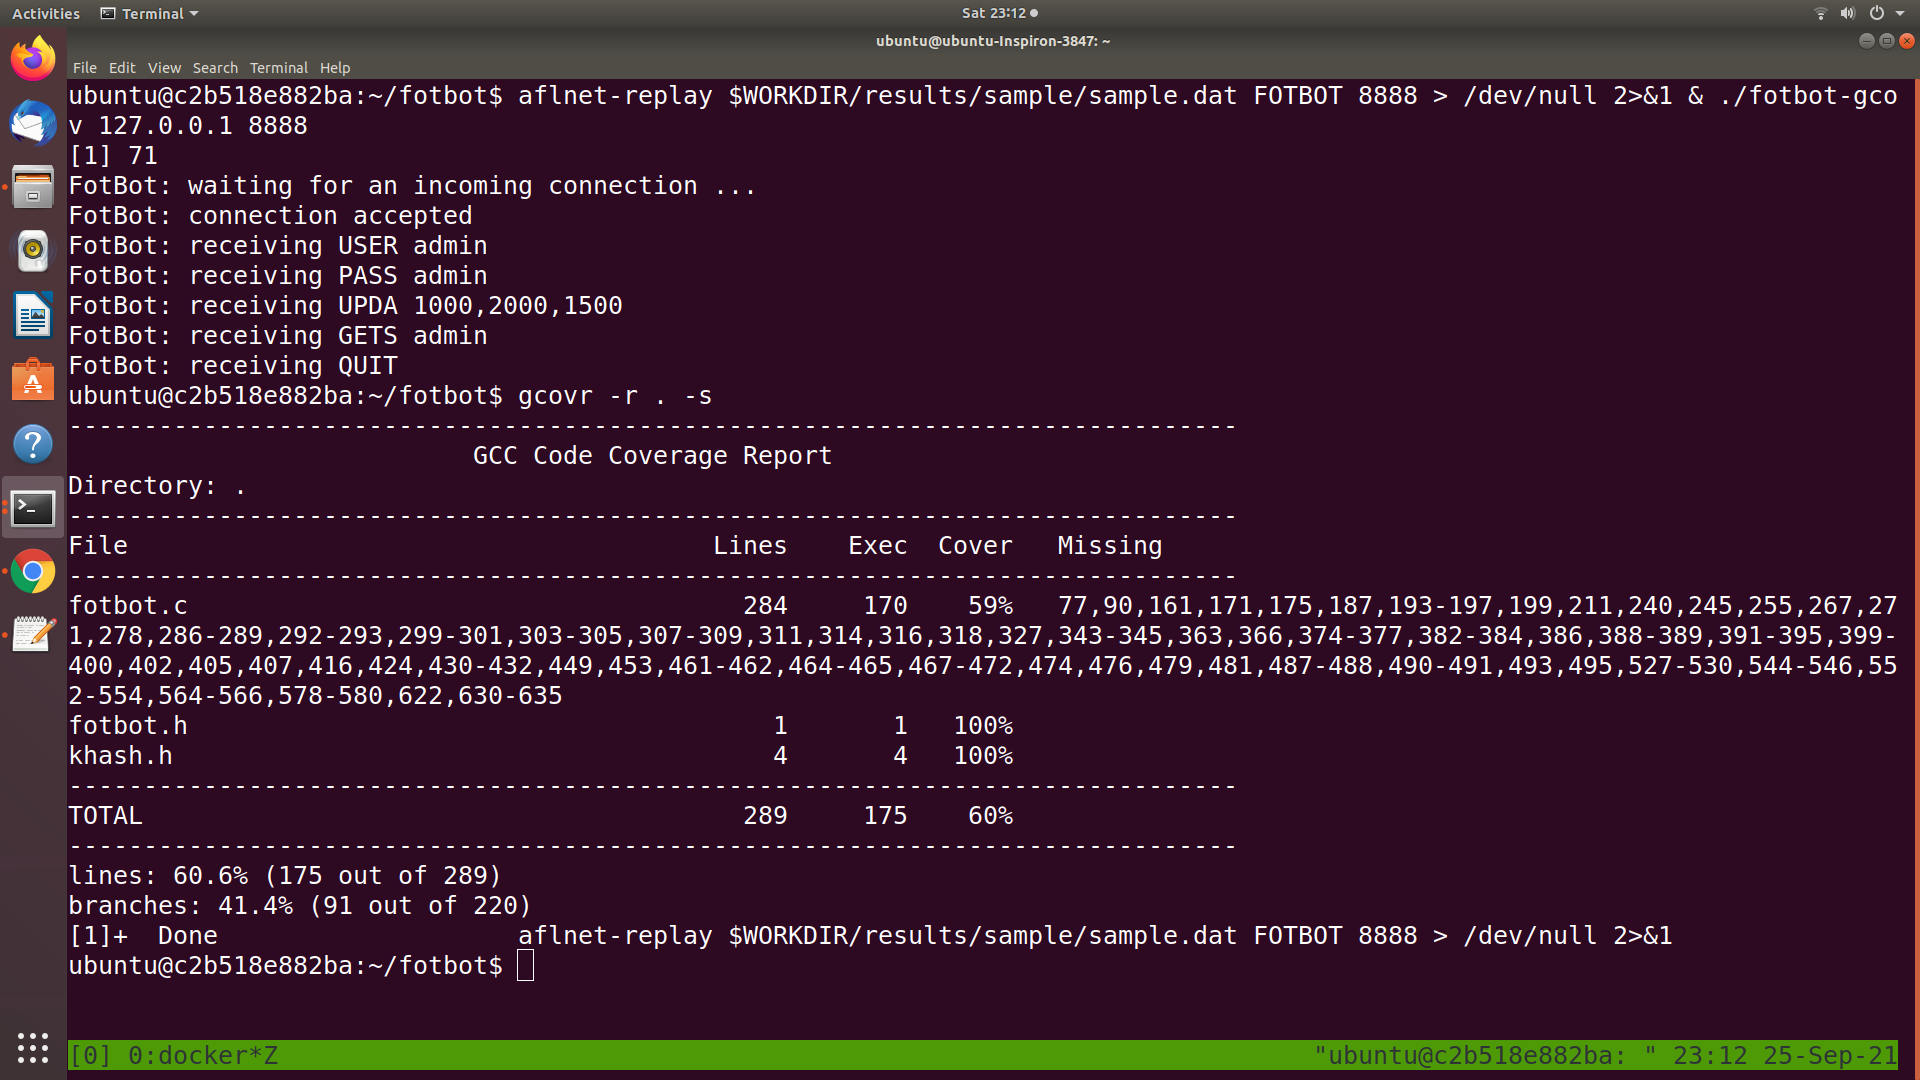 Activities Terminal Sat 23:12
ubuntu@ubuntu-Inspiron-3847: ~
File Edit View Search Terminal Help
ubuntu@c2b518e882ba:~/fotbot$ aflnet-replay $WORKDIR/results/sample/sample.dat FOTBOT 8888 > /dev/null 2>&1 & ./fotbot-gco
v 127.0.0.1 8888
[1] 71
FotBot: waiting for an incoming connection ...
FotBot: connection accepted
FotBot: receiving USER admin
FotBot: receiving PASS admin
FotBot: receiving UPDA 1000,2000,1500
FotBot: receiving GETS admin
FotBot: receiving QUIT
ubuntu@c2b518e882ba:~/fotbot$ gcovr -r . -s
------------------------------------------------------------------------------
GCC Code Coverage Report
Directory: .
------------------------------------------------------------------------------
File Lines Exec Cover Missing
------------------------------------------------------------------------------
fotbot.c 284 170 59% 77,90,161,171,175,187,193-197,199,211,240,245,255,267,27
1,278,286-289,292-293,299-301,303-305,307-309,311,314,316,318,327,343-345,363,366,374-377,382-384,386,388-389,391-395,399-
400,402,405,407,416,424,430-432,449,453,461-462,464-465,467-472,474,476,479,481,487-488,490-491,493,495,527-530,544-546,55
2-554,564-566,578-580,622,630-635
fotbot.h 1 1 100%
khash.h 4 4 100%
------------------------------------------------------------------------------
TOTAL 289 175 60%
------------------------------------------------------------------------------
lines: 60.6% (175 out of 289)
branches: 41.4% (91 out of 220)
[1]+ Done aflnet-replay $WORKDIR/results/sample/sample.dat FOTBOT 8888 > /dev/null 2>&1
ubuntu@c2b518e882ba:~/fotbot$
[0] 0:docker*Z "ubuntu@c2b518e882ba: " 23:12 25-Sep-21